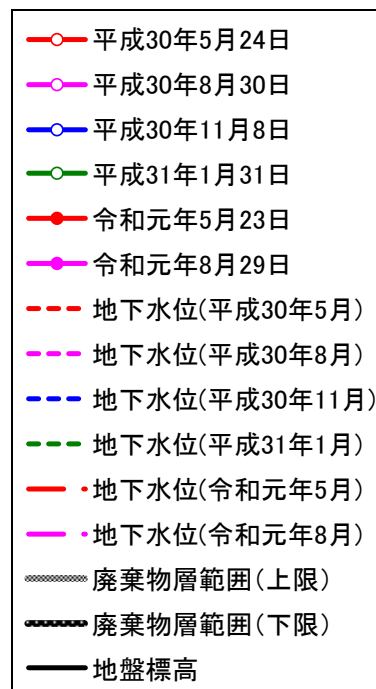 平成30年5月24日
平成30年8月30日
平成30年11月8日
平成31年1月31日
令和元年5月23日
令和元年8月29日
地下水位(平成30年5月)
地下水位(平成30年8月)
地下水位(平成30年11月)
地下水位(平成31年1月)
地下水位(令和元年5月)
地下水位(令和元年8月)
廃棄物層範囲(上限)
廃棄物層範囲(下限)
地盤標高